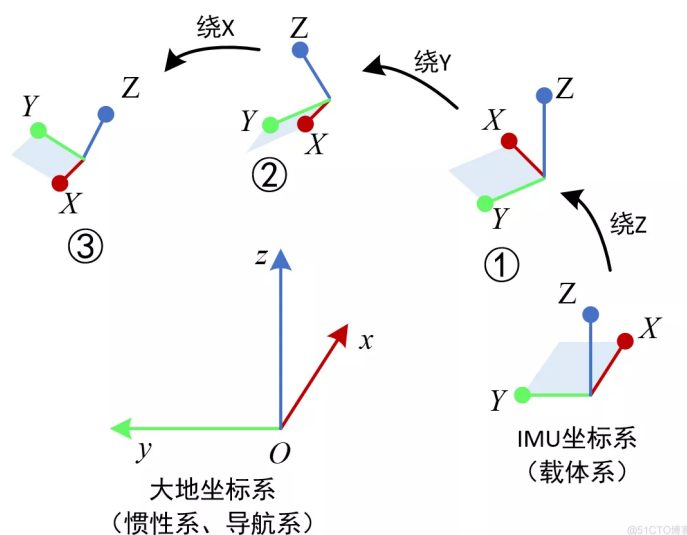 绕X
Z
Y
X
③
绕Y
Z
Y
X
②
Z
X
Y
①
绕Z
Z
X
Y
IMU坐标系
（载体系）
z
x
y
O
大地坐标系
（惯性系、导航系）
@51CTO博客